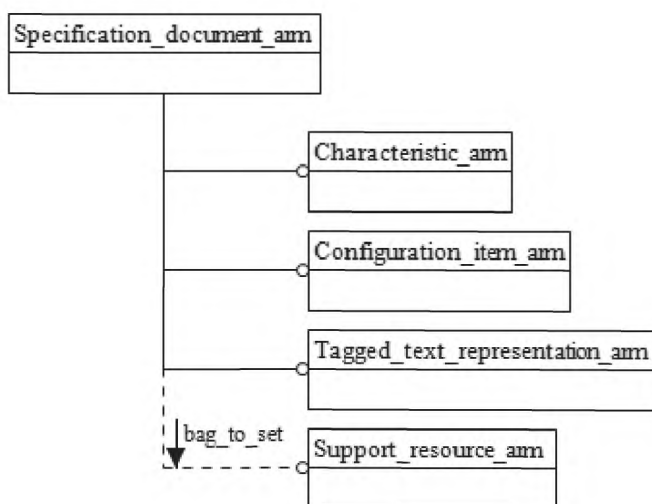 Specification_document_arm
Characteristic_arm
Configuration_item_arm
Tagged_text_representation_arm
bag_to_set
Support_resource_arm